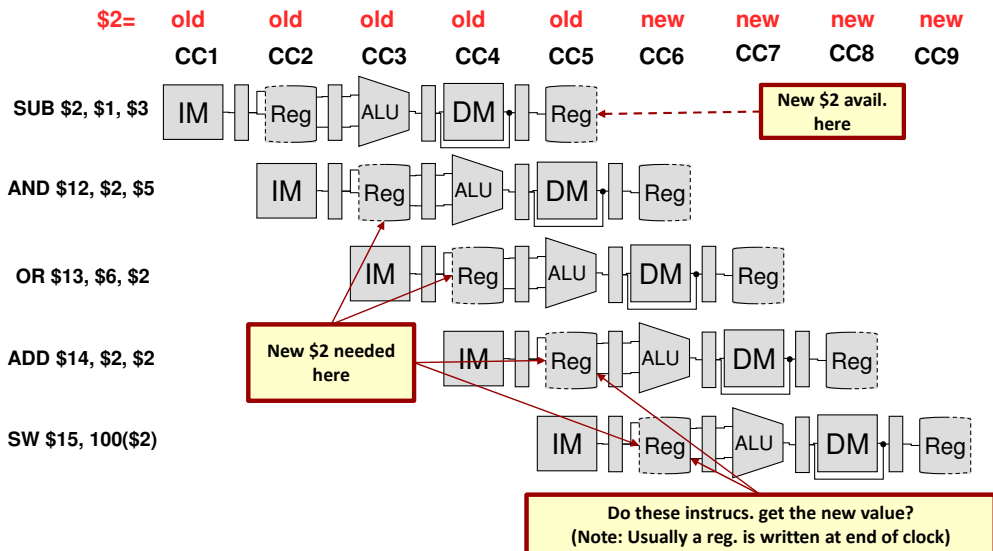 $2= old old old old old new new new new
CC1 CC2 CC3 CC4 CC5 CC6 CC7 CC8 CC9
SUB $2, $1, $3 IM Reg ALU DM Reg
New $2 avail.
here
AND $12, $2, $5 IM Reg ALU DM Reg
OR $13, $6, $2 IM Reg ALU DM Reg
New $2 needed
here
ADD $14, $2, $2 IM Reg ALU DM Reg
SW $15, 100($2) IM Reg ALU DM Reg
Do these instrucs. get the new value?
(Note: Usually a reg. is written at end of clock)